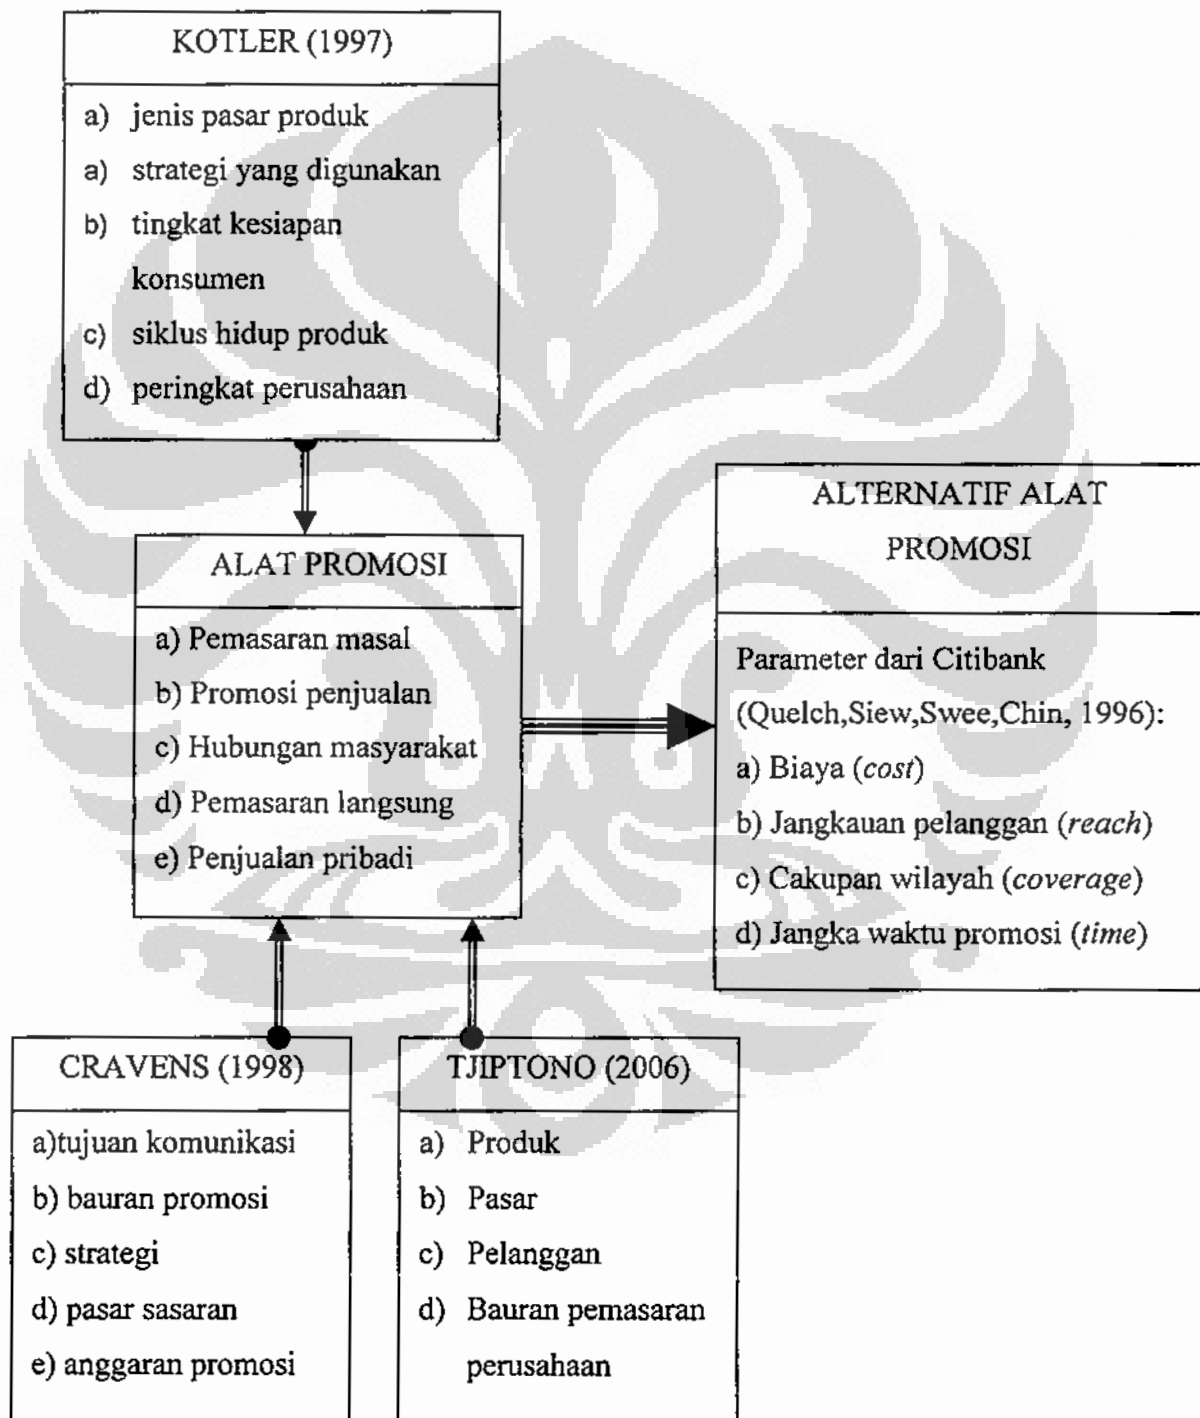 KOTLER (1997)
a) jenis pasar produk
a) strategi yang digunakan
b) tingkat kesiapan
konsumen
c) siklus hidup produk
d) peringkat perusahaan
ALAT PROMOSI
a) Pemasaran masal
b) Promosi penjualan
c) Hubungan masyarakat
d) Pemasaran langsung
e) Penjualan pribadi
ALTERNATIF ALAT
PROMOSI
Parameter dari Citibank
(Quelch,Siew,Swee,Chin, 1996):
a) Biaya (cost)
b) Jangkauan pelanggan (reach)
c) Cakupan wilayah (coverage)
d) Jangka waktu promosi (time)
CRAVENS (1998)
a)tujuan komunikasi
b) bauran promosi
c) strategi
d) pasar sasaran
e) anggaran promosi
TJIPTONO (2006)
a) Produk
b) Pasar
c) Pelanggan
d) Bauran pemasaran
perusahaan